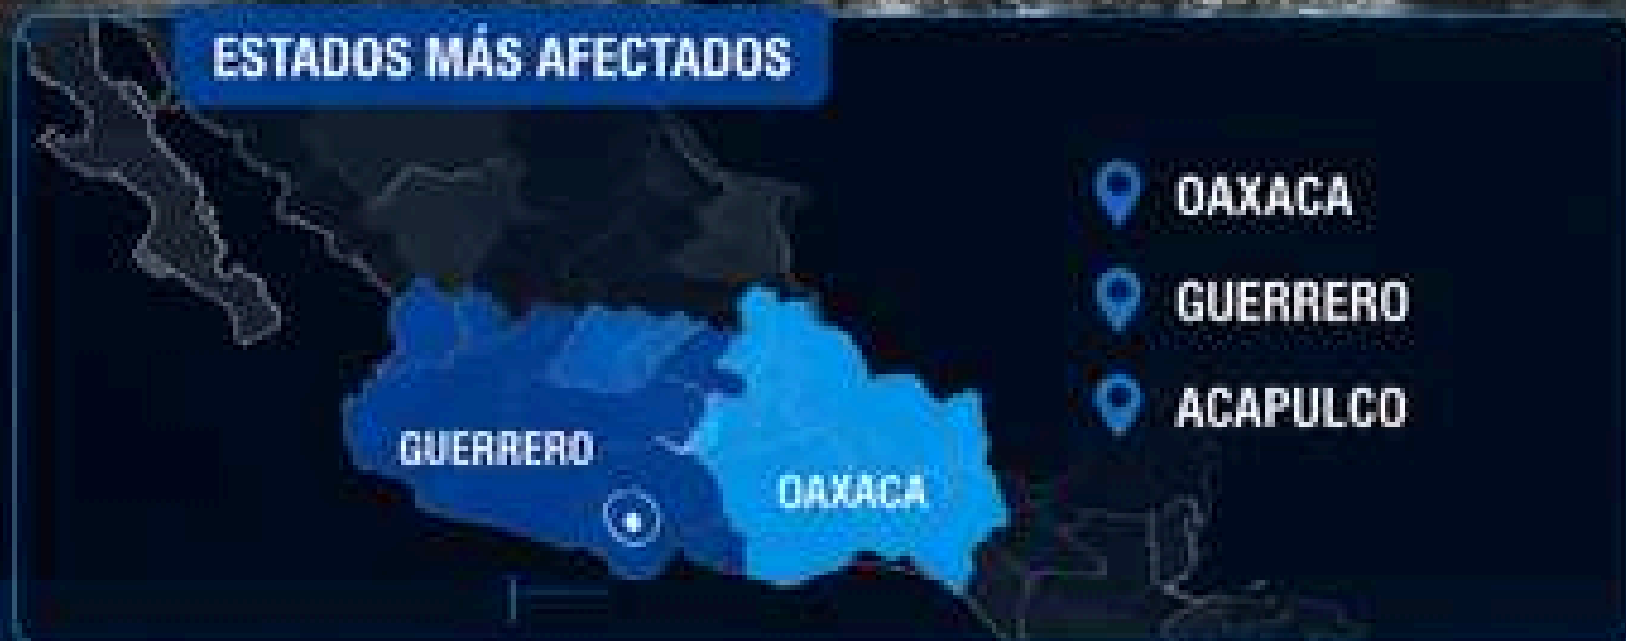 ESTADOS MÁS AFECTADOS
OAXACA
GUERRERO
ACAPULCO
GUERRERO
OAXACA